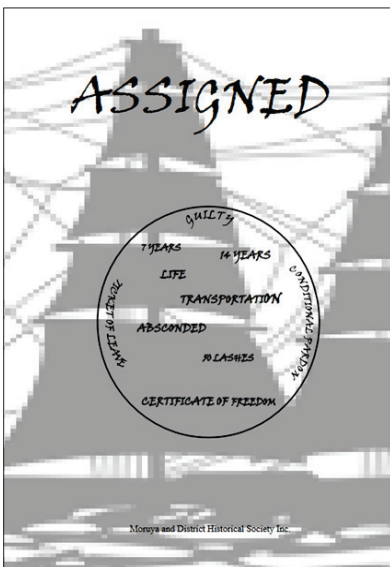 ASSIGNED
GUILTY
7 YEARS
14 YEARS
LIFE
TICKET OF LEAVE
CONDITIONAL PARDON
TRANSPORTATION
ABSCONDED
50 LASHES
CERTIFICATE OF FREEDOM
Moruya and District Historical Society Inc.